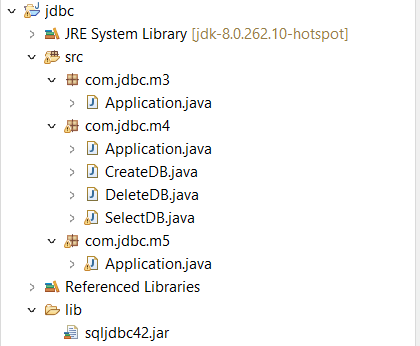 jdbc
JRE System Library [jdk-8.0.262.10-hotspot]
src
com.jdbc.m3
Application.java
com.jdbc.m4
Application.java
CreateDB.java
DeleteDB.java
SelectDB.java
com.jdbc.m5
Application.java
Referenced Libraries
lib
sqljdbc42.jar